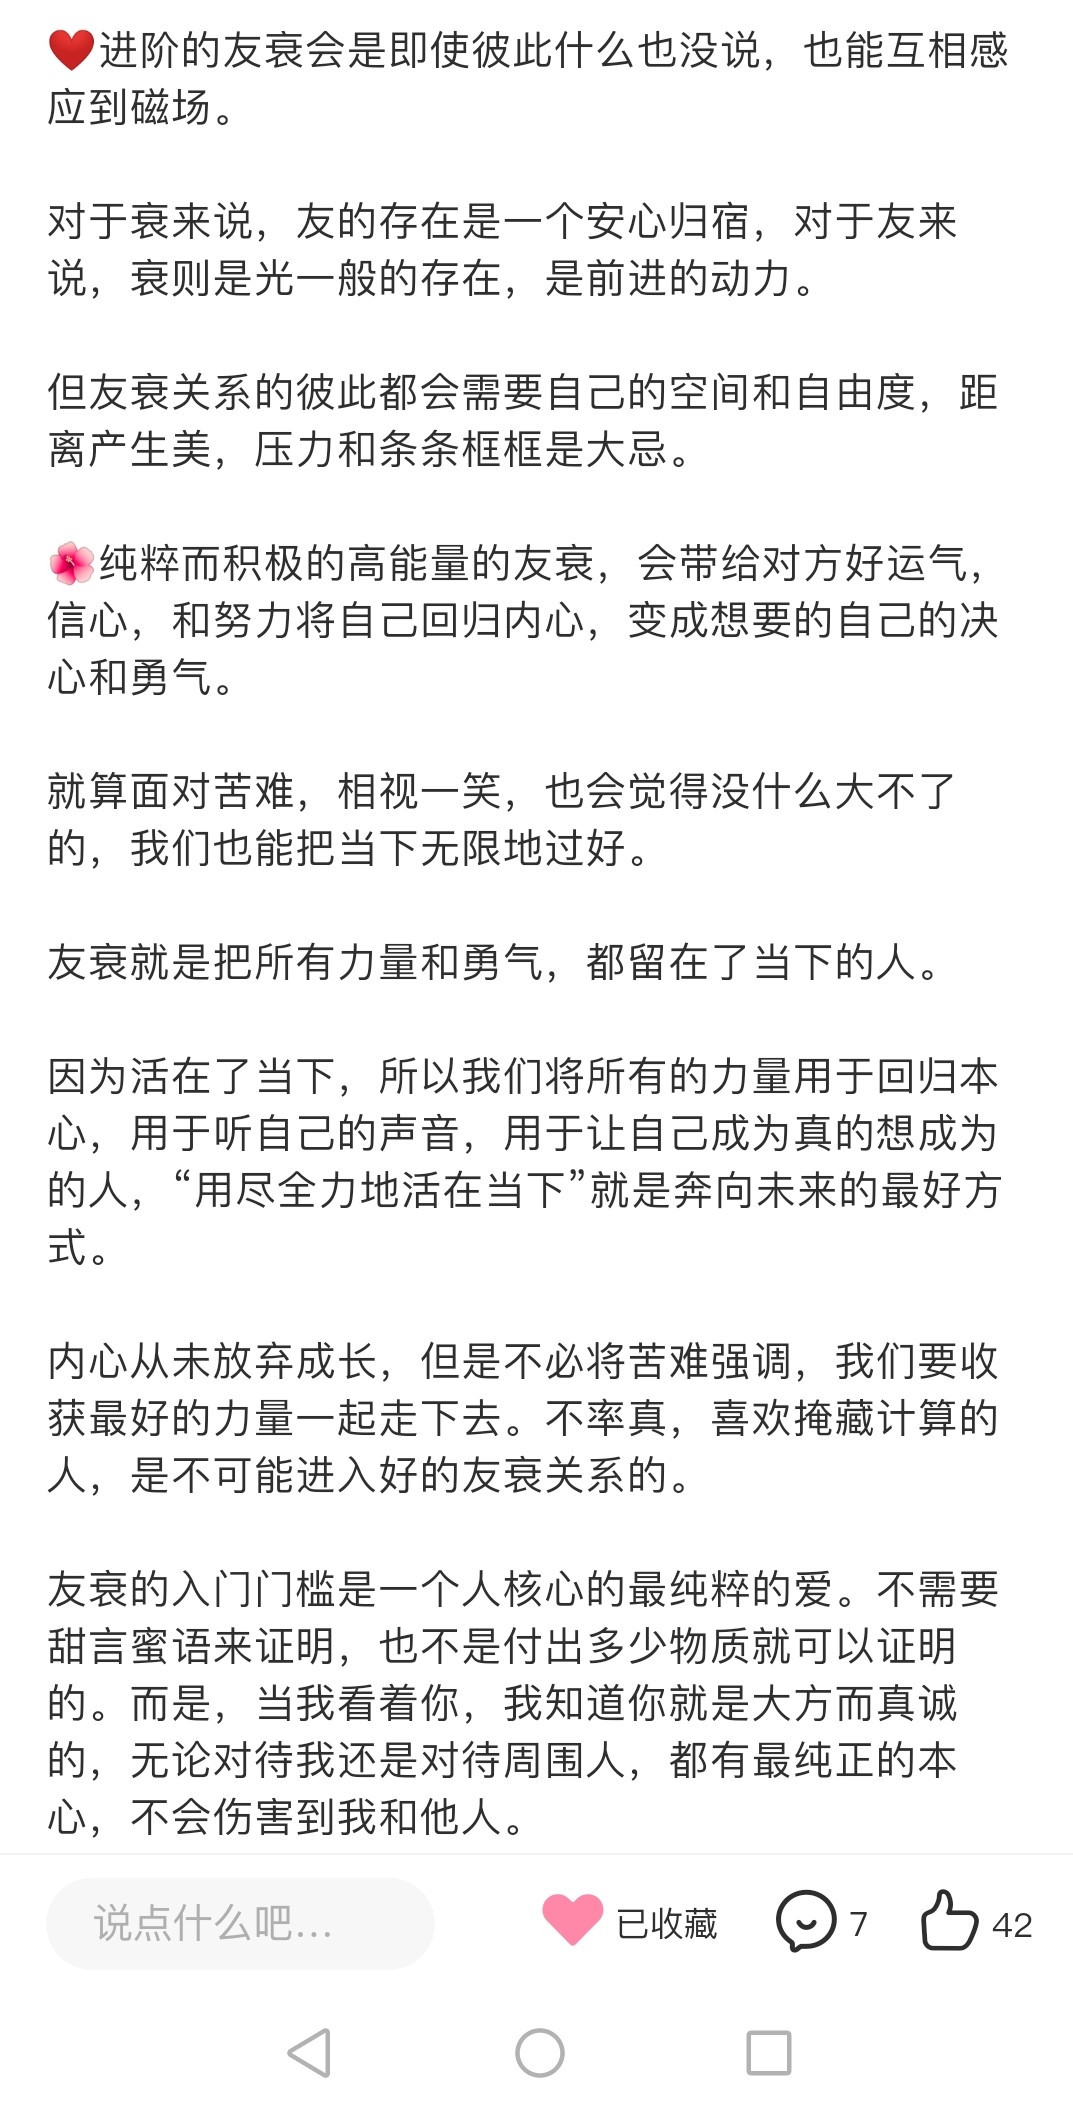 ❤️进阶的友衰会是即使彼此什么也没说，也能互相感
应到磁场。
对于衰来说，友的存在是一个安心归宿，对于友来
说，衰则是光一般的存在，是前进的动力。
但友衰关系的彼此都会需要自己的空间和自由度，距
离产生美，压力和条条框框是大忌。
🌺纯粹而积极的高能量的友衰，会带给对方好运气，
信心，和努力将自己回归内心，变成想要的自己的决
心和勇气。
就算面对苦难，相视一笑，也会觉得没什么大不了
的，我们也能把当下无限地过好。
友衰就是把所有力量和勇气，都留在了当下的人。
因为活在了当下，所以我们将所有的力量用于回归本
心，用于听自己的声音，用于让自己成为真的想成为
的人，“用尽全力地活在当下”就是奔向未来的最好方
式。
内心从未放弃成长，但是不必将苦难强调，我们要收
获最好的力量一起走下去。不率真，喜欢掩藏计算的
人，是不可能进入好的友衰关系的。
友衰的入门门槛是一个人核心的最纯粹的爱。不需要
甜言蜜语来证明，也不是付出多少物质就可以证明
的。而是，当我看着你，我知道你就是大方而真诚
的，无论对待我还是对待周围人，都有最纯正的本
心，不会伤害到我和他人。
说点什么吧... 已收藏 7 42